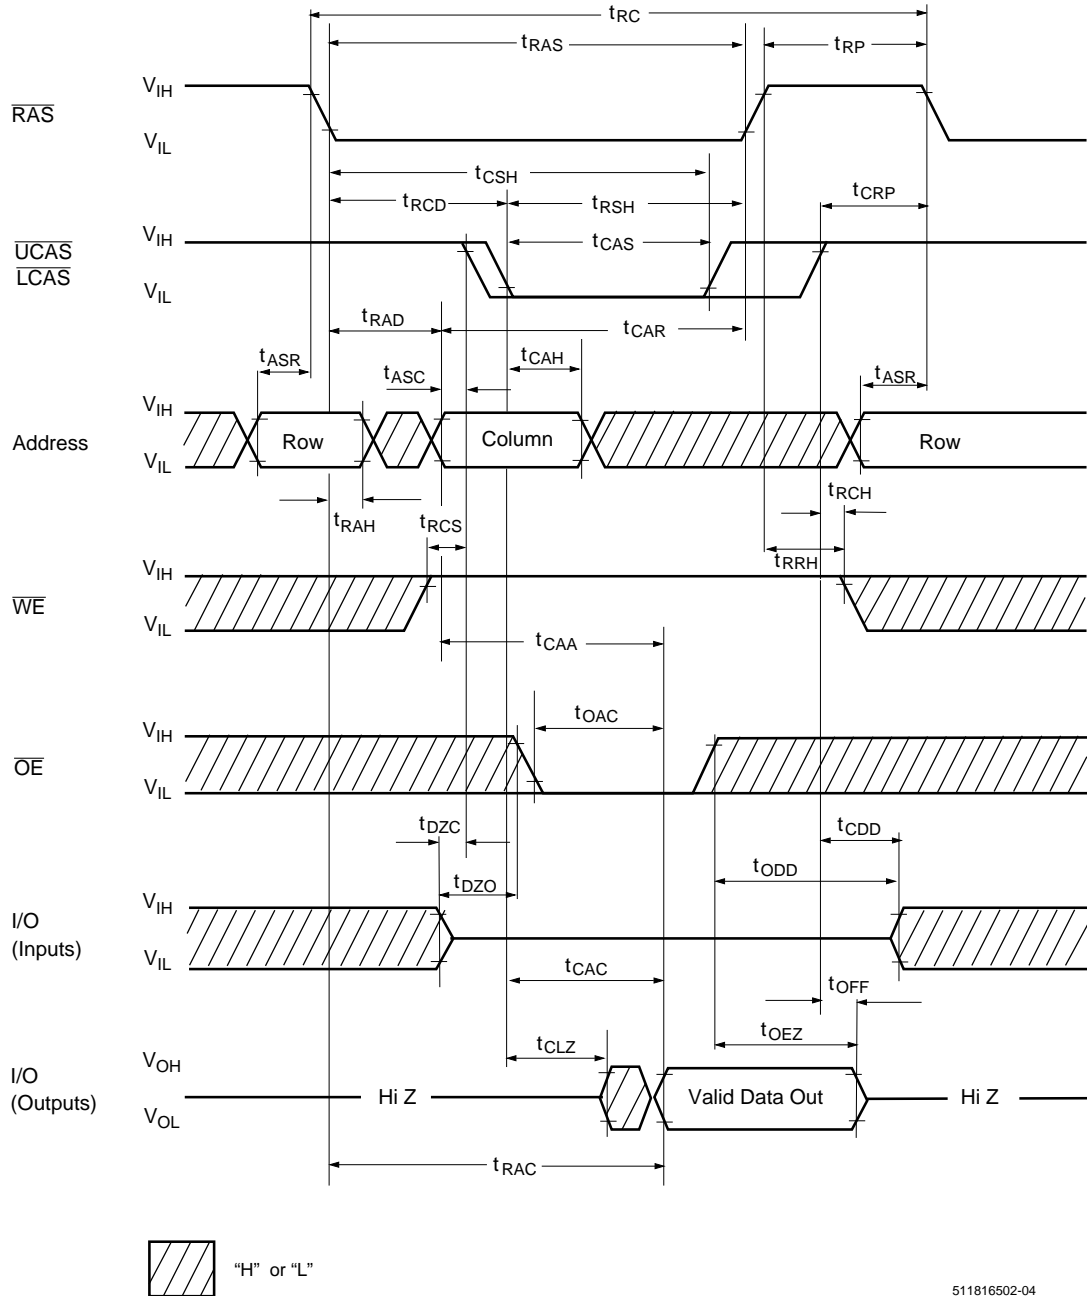 tRC
tRAS
tRP
VIH
RAS
VIL
tCSH
tRCD
tRSH
tCRP
VIH
UCAS
tCAS
LCAS
VIL
tRAD
tCAR
tASR
tCAH
tASC
tASR
VIH
Address
Row
Column
Row
VIL
tRCH
tRAH
tRCS
tRRH
VIH
WE
VIL
tCAA
tOAC
VIH
OE
VIL
tDZC
tCDD
tODD
tDZO
VIH
I/O
(Inputs)
VIL
tCAC
tOFF
tOEZ
tCLZ
VOH
I/O
(Outputs)
Hi Z
Valid Data Out
Hi Z
VOL
tRAC
“H” or “L”
511816502-04